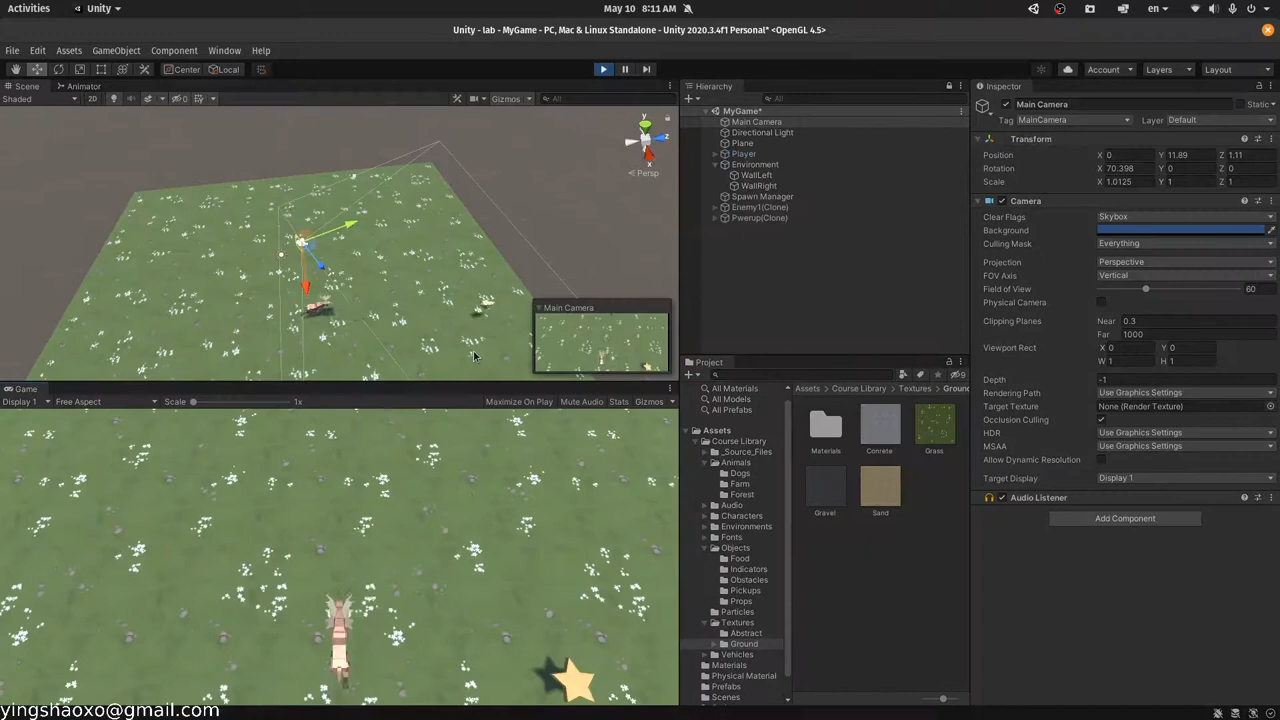 Activities
Unity
May 10 8:11 AM
en
Unity - lab - MyGame - PC, Mac & Linux Standalone - Unity 2020.3.4f1 Personal* <OpenGL 4.5>
File Edit Assets GameObject Component Window Help
Center Local
Account Layers Layout
Scene Animator
Shaded 2D 0 Gizmos All
y
z
x
Persp
Main Camera
Game
Display 1 Free Aspect Scale 1x Maximize On Play Mute Audio Stats Gizmos
Hierarchy
All
MyGame*
Main Camera
Directional Light
Plane
Player
Environment
WallLeft
WallRight
Spawn Manager
Enemy1(Clone)
Pwerup(Clone)
Project
9
All Materials
All Models
All Prefabs
Assets
Course Library
_Source_Files
Animals
Dogs
Farm
Forest
Audio
Characters
Environments
Fonts
Objects
Food
Indicators
Obstacles
Pickups
Props
Particles
Textures
Abstract
Ground
Vehicles
Materials
Physical Material
Prefabs
Scenes
Assets Course Library Textures Ground
Materials Conrete Grass
Gravel Sand
Inspector
Main Camera Static
Tag MainCamera Layer Default
Transform
Position X 0 Y 11.89 Z 1.11
Rotation X 70.398 Y 0 Z 0
Scale X 1.0125 Y 1 Z 1
Camera
Clear Flags Skybox
Background
Culling Mask Everything
Projection Perspective
FOV Axis Vertical
Field of View 60
Physical Camera
Clipping Planes Near 0.3
Far 1000
Viewport Rect X 0 Y 0
W 1 H 1
Depth -1
Rendering Path Use Graphics Settings
Target Texture None (Render Texture)
Occlusion Culling
HDR Use Graphics Settings
MSAA Use Graphics Settings
Allow Dynamic Resolution
Target Display Display 1
Audio Listener
Add Component
yingshaoxo@gmail.com